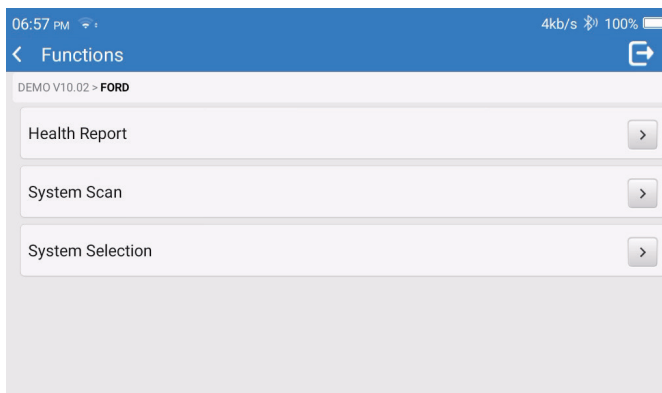 06:57 PM 4kb/s 100%
Functions
DEMO V10.02 > FORD
Health Report
System Scan
System Selection